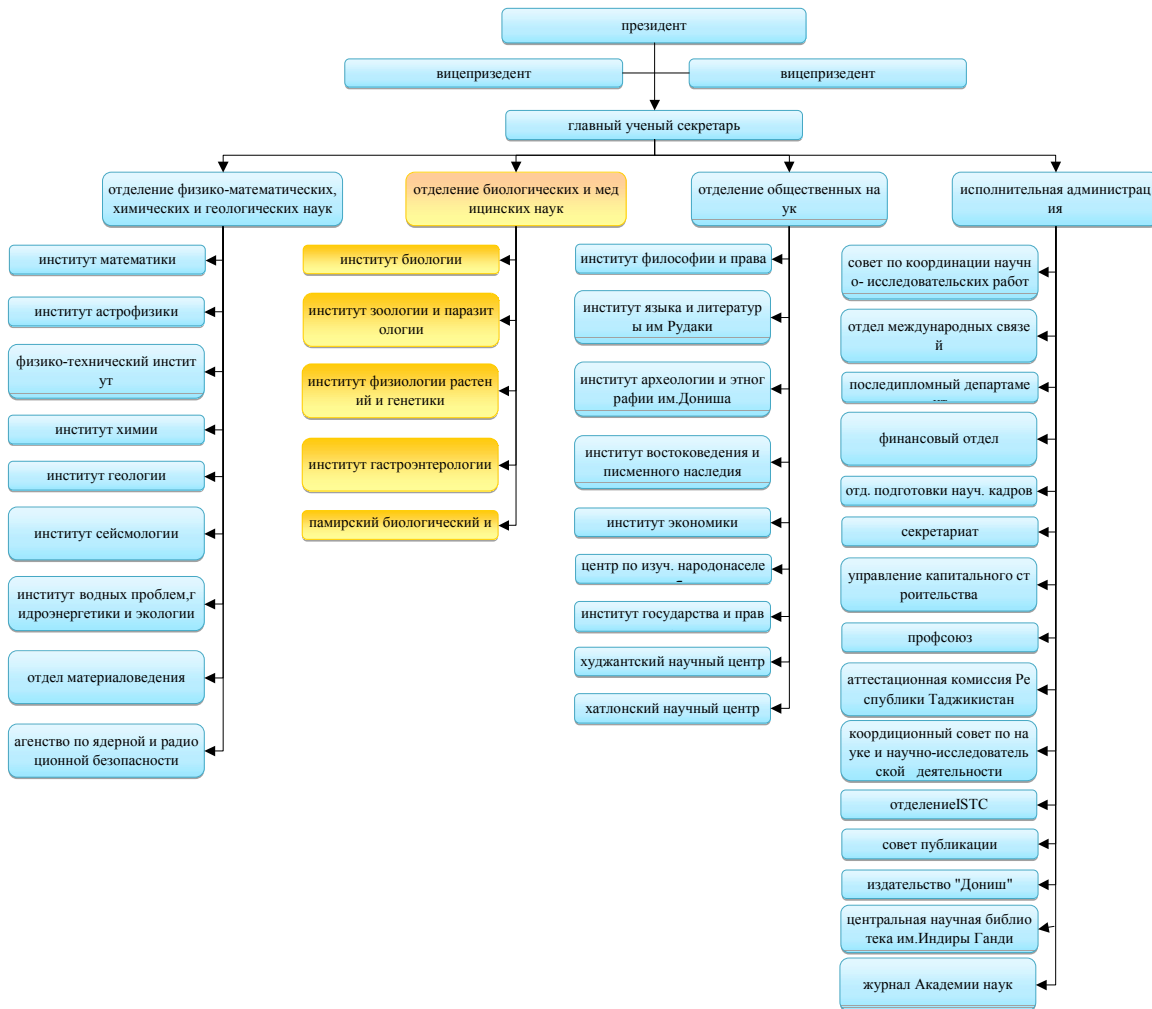 президент
вицепризедент
вицепризедент
главный ученый секретарь
отделение физико-математических,
химических и геологических наук
отделение биологических и мед
ицинских наук
отделение общественных на
ук
исполнительная администрац
ия
институт математики
институт астрофизики
физико-технический инстит
ут
институт химии
институт геологии
институт сейсмологии
институт водных проблем,г
идроэнергетики и экологии
отдел материаловедения
агенство по ядерной и радио
ционной безопасности
институт биологии
институт зоологии и паразит
ологии
институт физиологии растен
ий и генетики
институт гастроэнтерологии
памирский биологический и
институт философии и права
институт языка и литератур
ы им Рудаки
институт археологии и этног
рафии им.Дониша
институт востоковедения и
писменного наследия
институт экономики
центр по изуч. народонаселе
институт государства и прав
худжантский научный центр
хатлонский научный центр
совет по координации научн
о- исследовательских работ
отдел международных связе
й
последипломный департаме
финансовый отдел
отд. подготовки науч. кадров
секретариат
управление капитального ст
роительства
профсоюз
аттестационная комиссия Ре
спублики Таджикистан
коордиционный совет по на
уке и научно-исследователь
ской деятельности
отделениеISTC
совет публикации
издательство "Дониш"
центральная научная библио
тека им.Индиры Ганди
журнал Академии наук